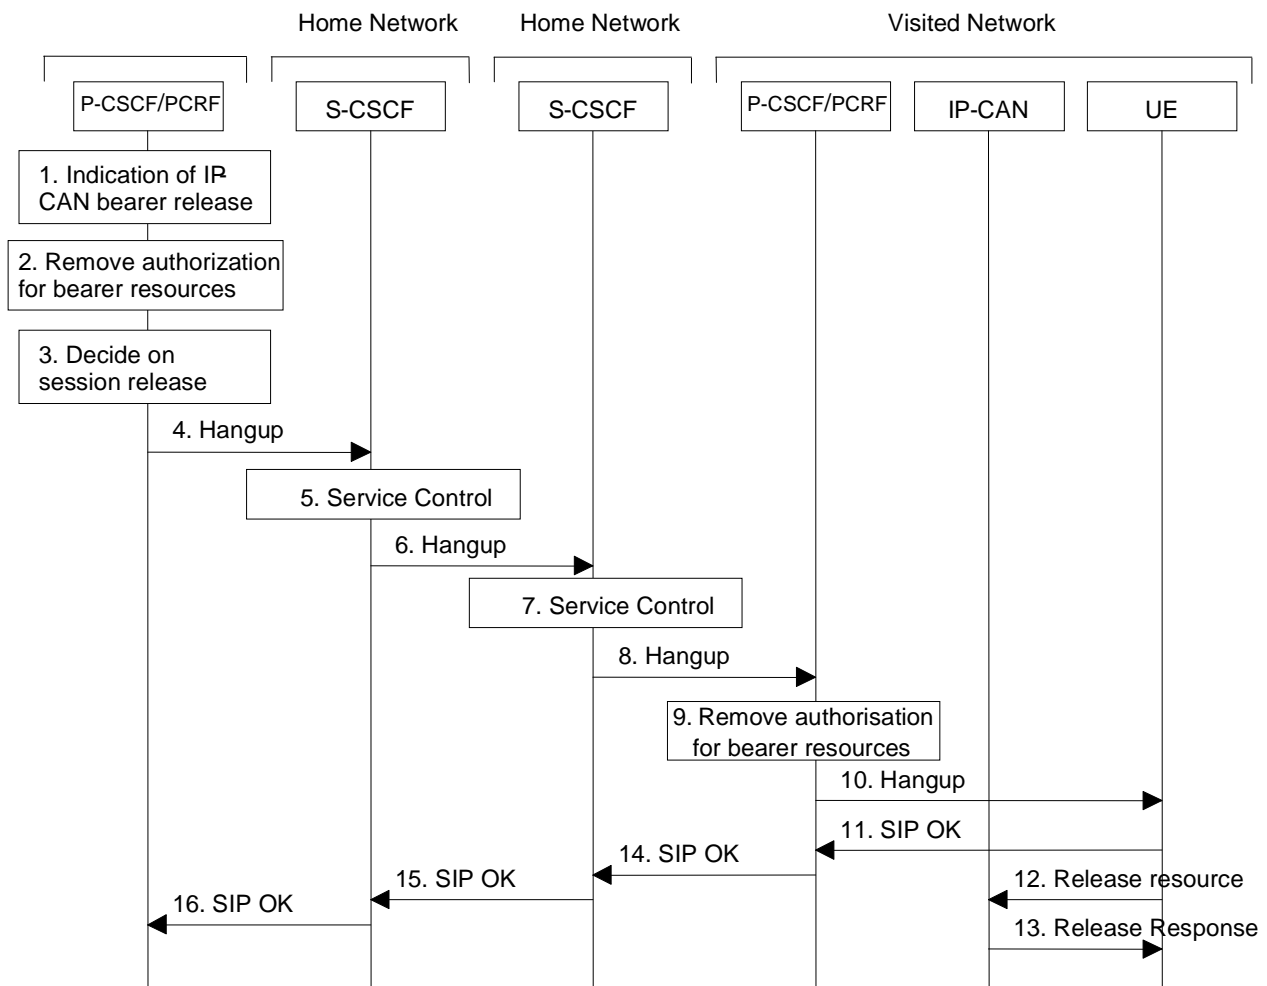 Home Network
Home Network
Visited Network
P-CSCF/PCRF
S-CSCF
S-CSCF
P-CSCF/PCRF
IP-CAN
UE
1. Indication of IP-
CAN bearer release
2. Remove authorization
for bearer resources
3. Decide on
session release
4. Hangup
5. Service Control
6. Hangup
7. Service Control
8. Hangup
9. Remove authorisation
for bearer resources
10. Hangup
11. SIP OK
14. SIP OK
12. Release resource
15. SIP OK
16. SIP OK
13. Release Response